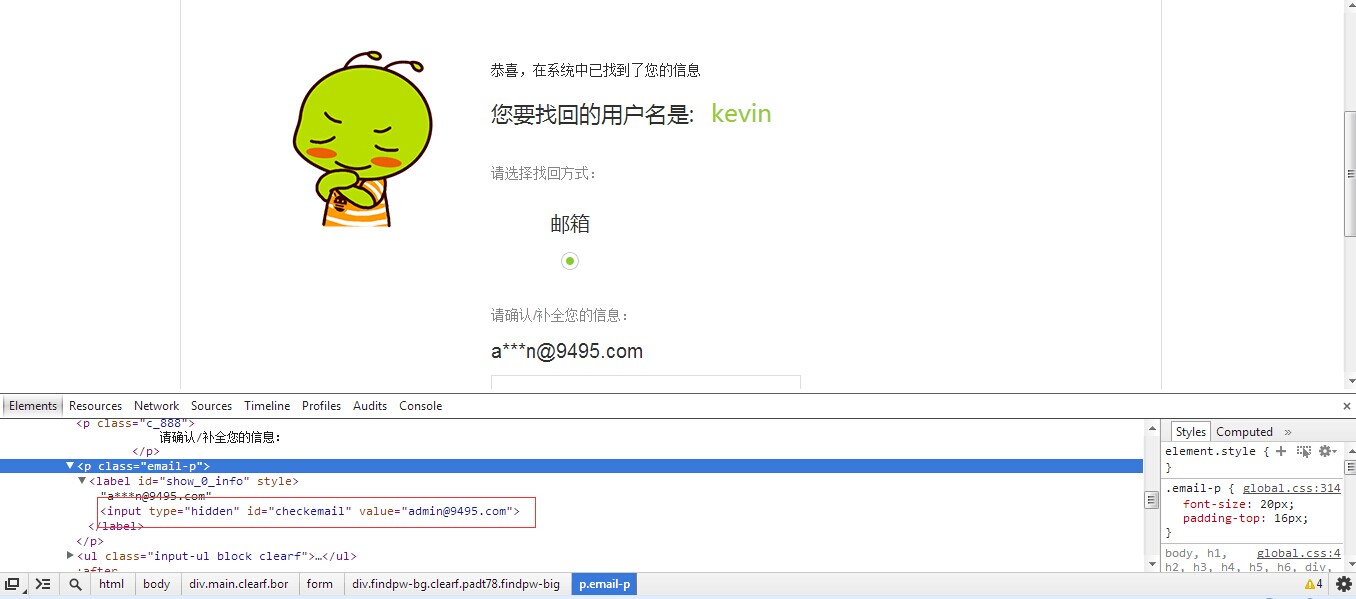 恭喜，在系统中已找到了您的信息
您要找回的用户名是: kevin
请选择找回方式:
邮箱
请确认/补全您的信息:
a***n@9495.com
Elements Resources Network Sources Timeline Profiles Audits Console ×
<p class="c_888">
请确认/补全您的信息:
</p>
▼<p class="email-p">
▼<label id="show_0_info" style>
"a***n@9495.com"
<input type="hidden" id="checkemail" value="admin@9495.com">
</label>
</p>
▶<ul class="input-ul block clearf">…</ul>
:after
Styles Computed »
element.style {
}
.email-p { global.css:314
font-size: 20px;
padding-top: 16px;
}
body, h1, global.css:4
h2, h3, h4, h5, h6, div,
html body div.main.clearf.bor form div.findpw-bg.clearf.padt78.findpw-big p.email-p 4